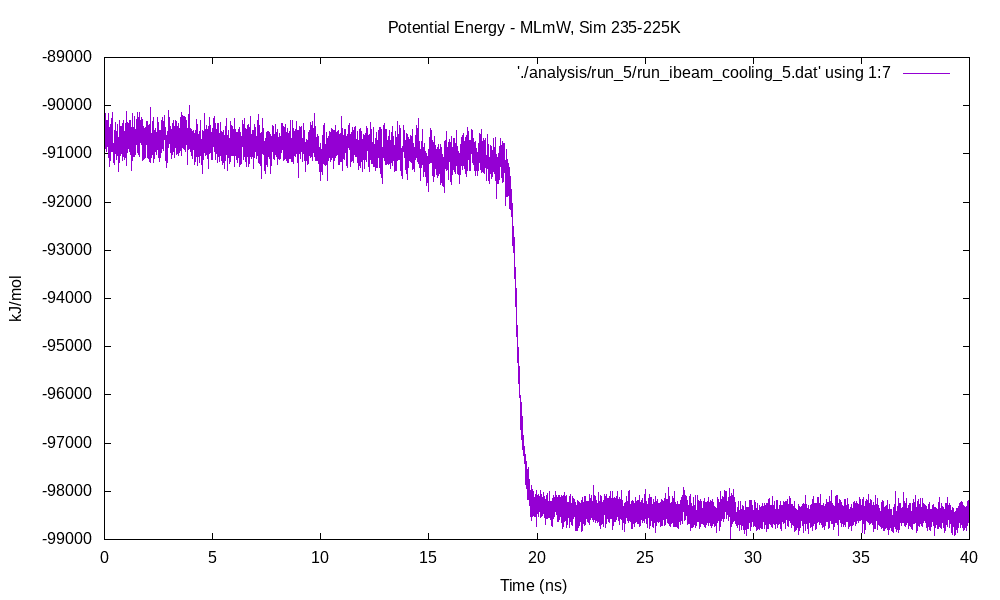 Potential Energy - MLmW, Sim 235-225K
'./analysis/run_5/run_ibeam_cooling_5.dat' using 1:7
-89000
-90000
-91000
-92000
-93000
-94000
-95000
-96000
-97000
-98000
-99000
kJ/mol
0 5 10 15 20 25 30 35 40
Time (ns)